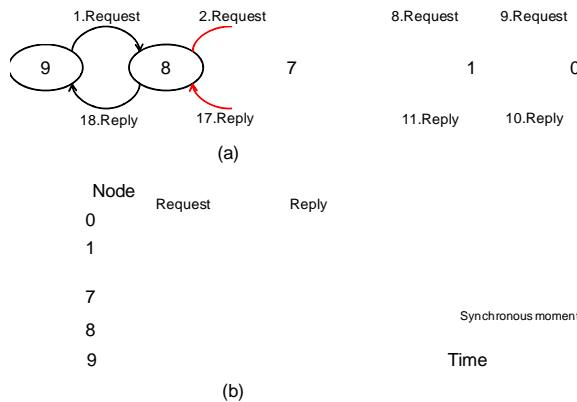 1.Request 2.Request 8.Request 9.Request
9 8 7 1 0
18.Reply 17.Reply 11.Reply 10.Reply
(a)
Node
Request Reply
0
1
7
Synchronous moment
8
9 Time
(b)